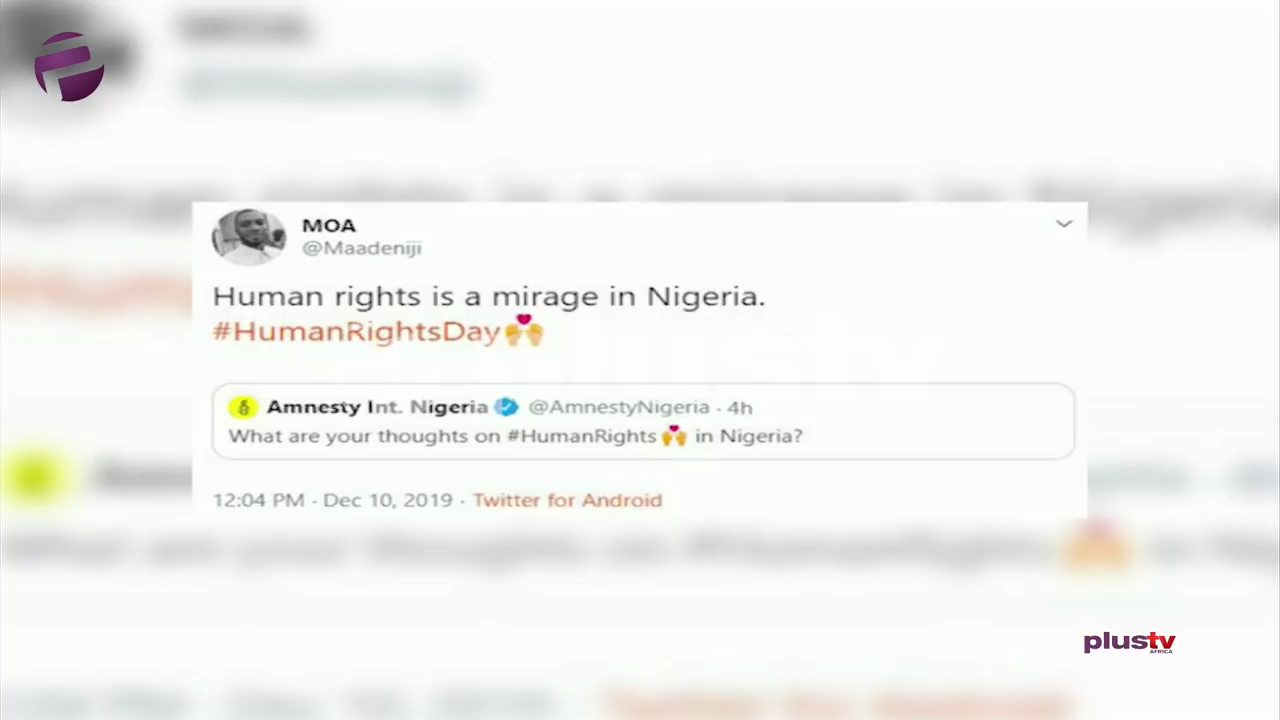 MOA
@Maadeniji
Human rights is a mirage in Nigeria.
#HumanRightsDay
Amnesty Int. Nigeria @AmnestyNigeria · 4h
What are your thoughts on #HumanRights in Nigeria?
12:04 PM · Dec 10, 2019 · Twitter for Android
plustv
AFRICA